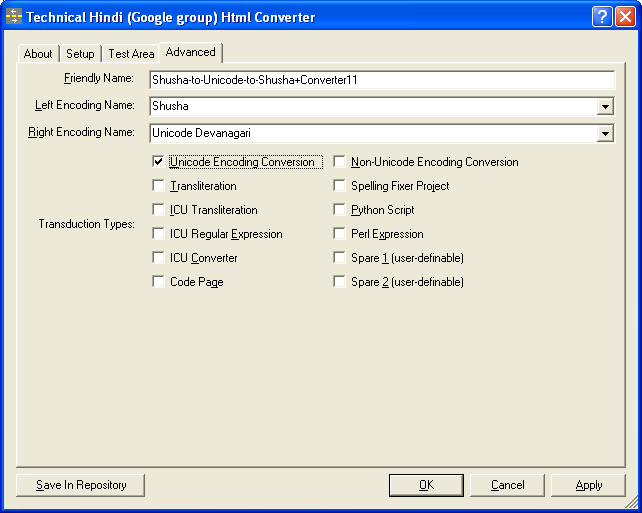 Technical Hindi (Google group) Html Converter
About Setup Test Area Advanced
Friendly Name: Shusha-to-Unicode-to-Shusha+Converter11
Left Encoding Name: Shusha
Right Encoding Name: Unicode Devanagari
Unicode Encoding Conversion Non-Unicode Encoding Conversion
Transliteration Spelling Fixer Project
ICU Transliteration Python Script
Transduction Types: ICU Regular Expression Perl Expression
ICU Converter Spare 1 (user-definable)
Code Page Spare 2 (user-definable)
Save In Repository OK Cancel Apply